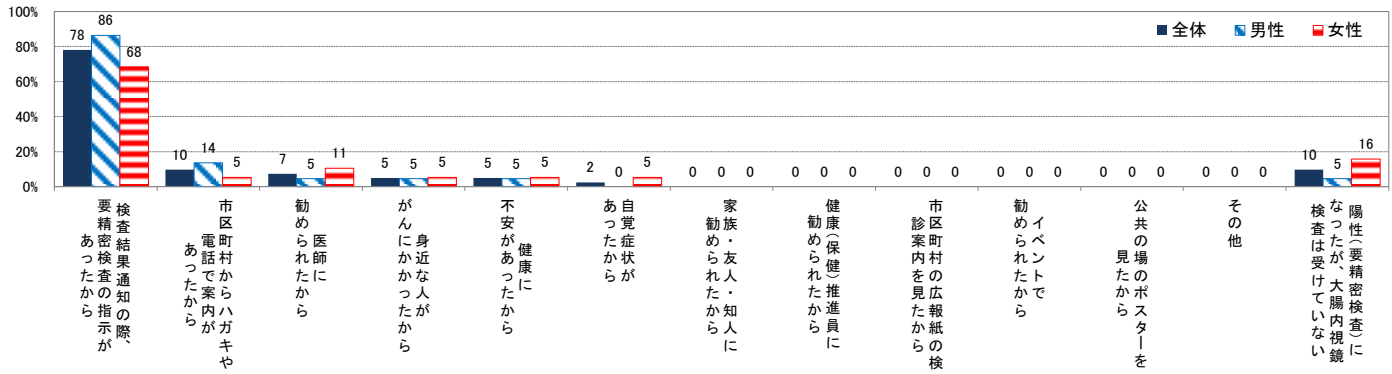 100%
80%
60%
40%
20%
0%
全体 男性 女性
78 86 68
10 14 5
7 5 11
5 5 5
5 5 5
2 0 5
0 0 0
0 0 0
0 0 0
0 0 0
0 0 0
0 0 0
10 5 16
検査結果通知の際、
要精密検査の指示が
あったから
市区町村からハガキや
電話で案内が
あったから
医師に
勧められたから
身近な人が
がんにかかったから
健康に
不安があったから
自覚症状が
あったから
家族・友人・知人に
勧められたから
健康(保健)推進員に
勧められたから
市区町村の広報紙の検
診案内を見たから
イベントで
勧められたから
公共の場のポスターを
見たから
その他
陽性(要精密検査)に
なったが、大腸内視鏡
検査は受けていない